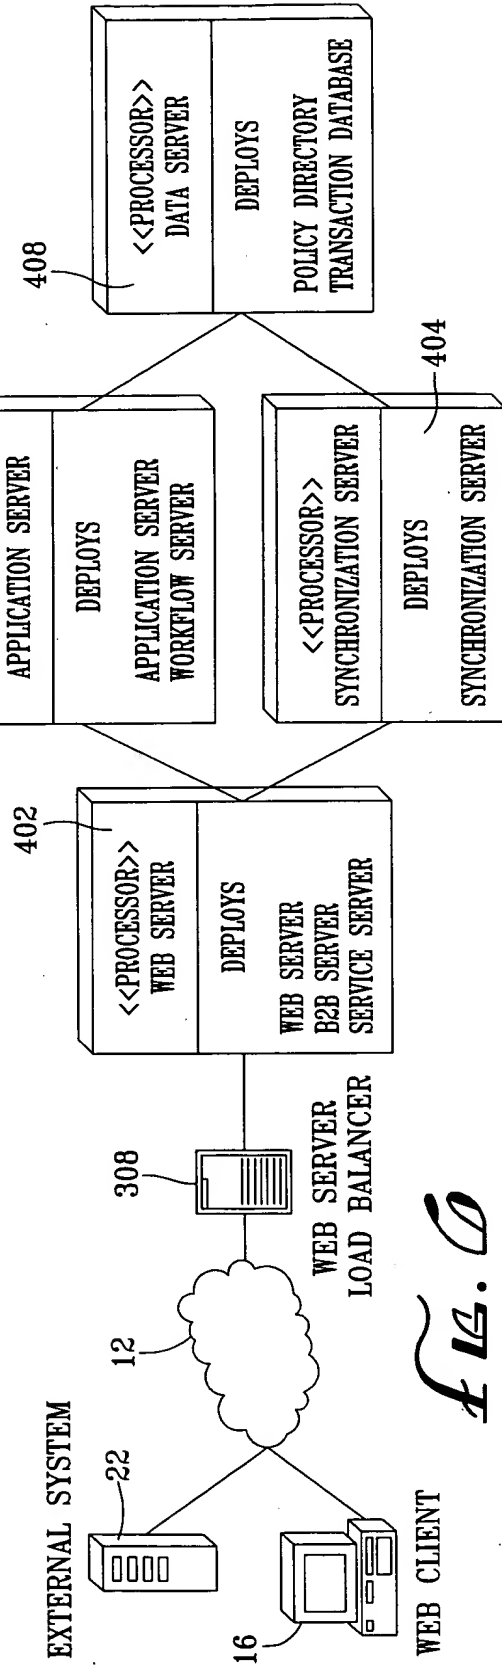 EXTERNAL SYSTEM
22
16
WEB CLIENT
12
308
WEB SERVER
LOAD BALANCER
402
<<PROCESSOR>>
WEB SERVER
DEPLOYS
WEB SERVER
B2B SERVER
SERVICE SERVER
APPLICATION SERVER
DEPLOYS
APPLICATION SERVER
WORKFLOW SERVER
<<PROCESSOR>>
SYNCHRONIZATION SERVER
404
DEPLOYS
SYNCHRONIZATION SERVER
408
<<PROCESSOR>>
DATA SERVER
DEPLOYS
POLICY DIRECTORY
TRANSACTION DATABASE
FIG. 6